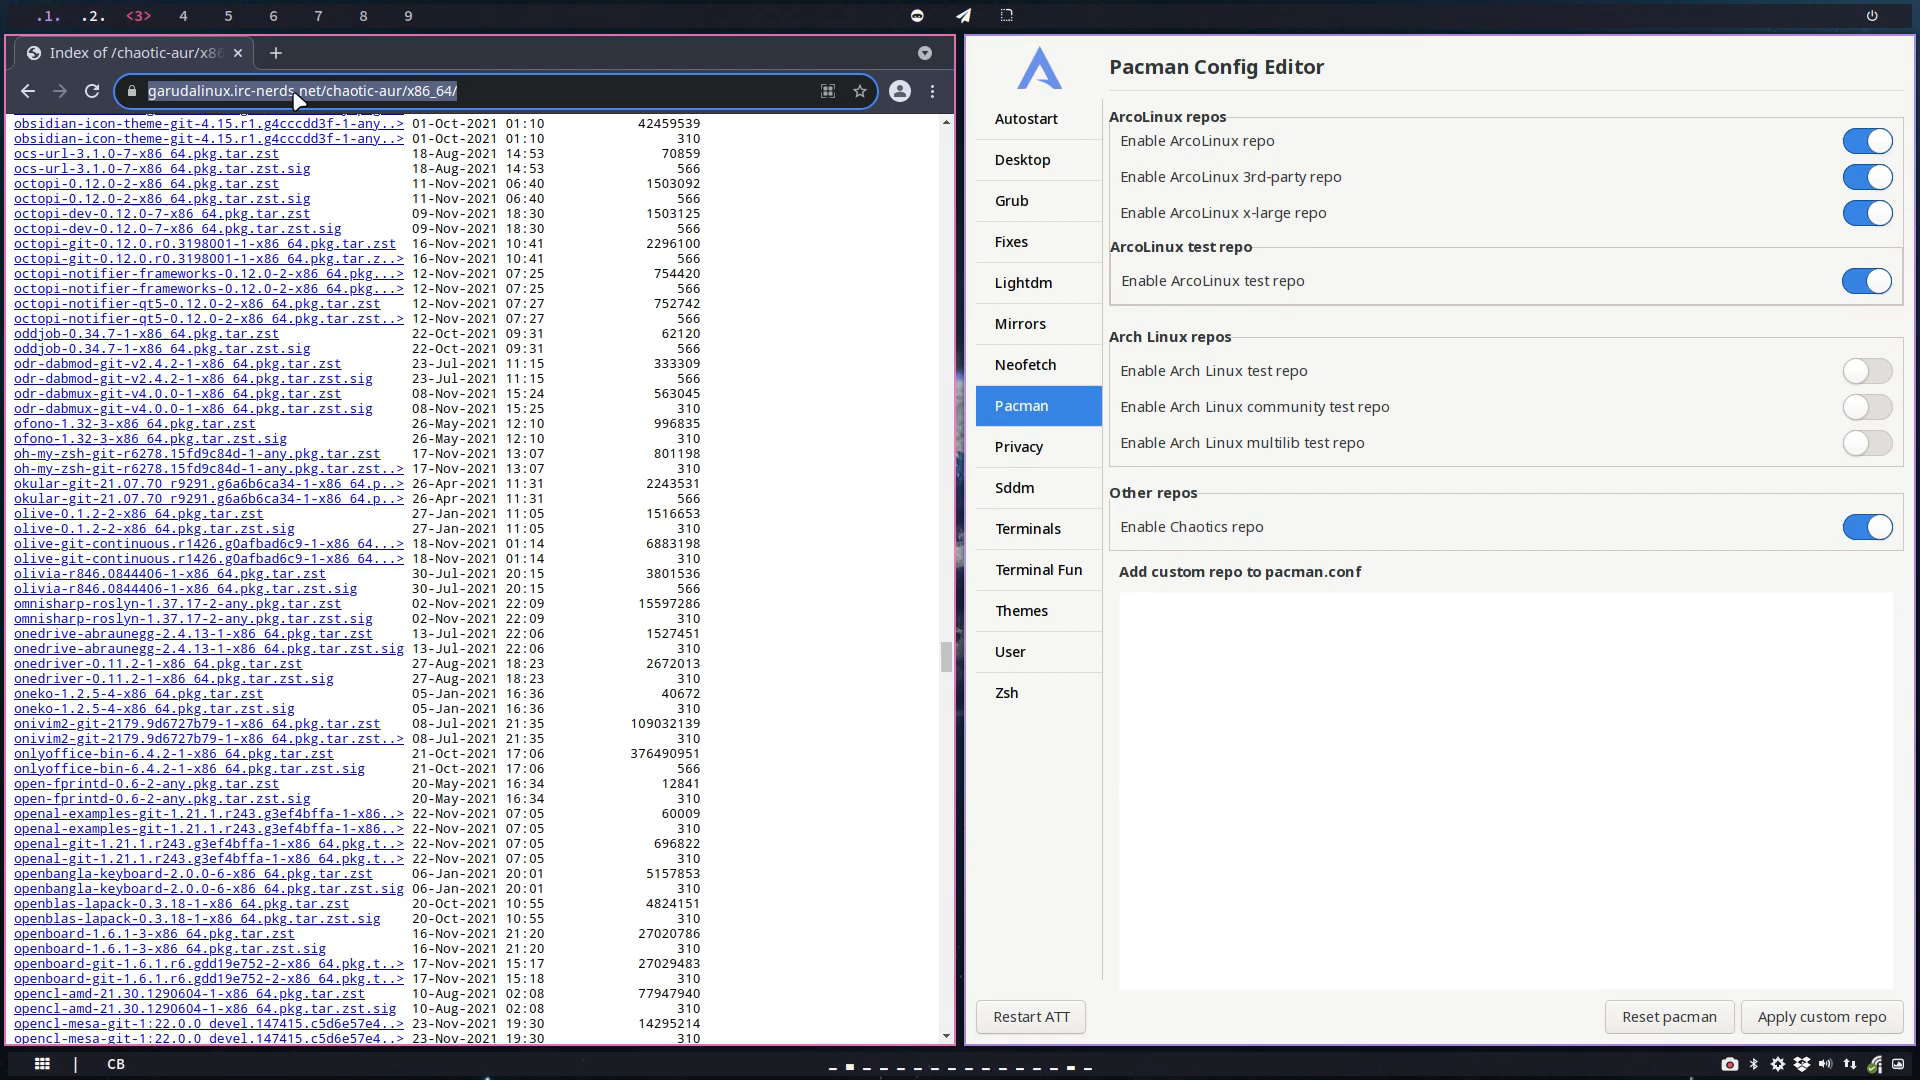 .1. .2. <3> 4 5 6 7 8 9
Index of /chaotic-aur/x86
garudalinux.irc-nerds.net/chaotic-aur/x86_64/
obsidian-icon-theme-git-4.15.r1.g4cccdd3f-1-any..> 01-Oct-2021 01:10 42459539
obsidian-icon-theme-git-4.15.r1.g4cccdd3f-1-any..> 01-Oct-2021 01:10 310
ocs-url-3.1.0-7-x86_64.pkg.tar.zst 18-Aug-2021 14:53 70859
ocs-url-3.1.0-7-x86_64.pkg.tar.zst.sig 18-Aug-2021 14:53 566
octopi-0.12.0-2-x86_64.pkg.tar.zst 11-Nov-2021 06:40 1503092
octopi-0.12.0-2-x86_64.pkg.tar.zst.sig 11-Nov-2021 06:40 566
octopi-dev-0.12.0-7-x86_64.pkg.tar.zst 09-Nov-2021 18:30 1503125
octopi-dev-0.12.0-7-x86_64.pkg.tar.zst.sig 09-Nov-2021 18:30 566
octopi-git-0.12.0.r0.3198001-1-x86_64.pkg.tar.zst 16-Nov-2021 10:41 2296100
octopi-git-0.12.0.r0.3198001-1-x86_64.pkg.tar.z..> 16-Nov-2021 10:41 566
octopi-notifier-frameworks-0.12.0-2-x86_64.pkg...> 12-Nov-2021 07:25 754420
octopi-notifier-frameworks-0.12.0-2-x86_64.pkg...> 12-Nov-2021 07:25 566
octopi-notifier-qt5-0.12.0-2-x86_64.pkg.tar.zst 12-Nov-2021 07:27 752742
octopi-notifier-qt5-0.12.0-2-x86_64.pkg.tar.zst..> 12-Nov-2021 07:27 566
oddjob-0.34.7-1-x86_64.pkg.tar.zst 22-Oct-2021 09:31 62120
oddjob-0.34.7-1-x86_64.pkg.tar.zst.sig 22-Oct-2021 09:31 566
odr-dabmod-git-v2.4.2-1-x86_64.pkg.tar.zst 23-Jul-2021 11:15 333309
odr-dabmod-git-v2.4.2-1-x86_64.pkg.tar.zst.sig 23-Jul-2021 11:15 566
odr-dabmux-git-v4.0.0-1-x86_64.pkg.tar.zst 08-Nov-2021 15:24 563045
odr-dabmux-git-v4.0.0-1-x86_64.pkg.tar.zst.sig 08-Nov-2021 15:25 310
ofono-1.32-3-x86_64.pkg.tar.zst 26-May-2021 12:10 996835
ofono-1.32-3-x86_64.pkg.tar.zst.sig 26-May-2021 12:10 310
oh-my-zsh-git-r6278.15fd9c84d-1-any.pkg.tar.zst 17-Nov-2021 13:07 801198
oh-my-zsh-git-r6278.15fd9c84d-1-any.pkg.tar.zst..> 17-Nov-2021 13:07 310
okular-git-21.07.70_r9291.g6a6b6ca34-1-x86_64.p..> 26-Apr-2021 11:31 2243531
okular-git-21.07.70_r9291.g6a6b6ca34-1-x86_64.p..> 26-Apr-2021 11:31 566
olive-0.1.2-2-x86_64.pkg.tar.zst 27-Jan-2021 11:05 1516653
olive-0.1.2-2-x86_64.pkg.tar.zst.sig 27-Jan-2021 11:05 310
olive-git-continuous.r1426.g0afbad6c9-1-x86_64...> 18-Nov-2021 01:14 6883198
olive-git-continuous.r1426.g0afbad6c9-1-x86_64...> 18-Nov-2021 01:14 310
olivia-r846.0844406-1-x86_64.pkg.tar.zst 30-Jul-2021 20:15 3801536
olivia-r846.0844406-1-x86_64.pkg.tar.zst.sig 30-Jul-2021 20:15 566
omnisharp-roslyn-1.37.17-2-any.pkg.tar.zst 02-Nov-2021 22:09 15597286
omnisharp-roslyn-1.37.17-2-any.pkg.tar.zst.sig 02-Nov-2021 22:09 310
onedrive-abraunegg-2.4.13-1-x86_64.pkg.tar.zst 13-Jul-2021 22:06 1527451
onedrive-abraunegg-2.4.13-1-x86_64.pkg.tar.zst.sig 13-Jul-2021 22:06 310
onedriver-0.11.2-1-x86_64.pkg.tar.zst 27-Aug-2021 18:23 2672013
onedriver-0.11.2-1-x86_64.pkg.tar.zst.sig 27-Aug-2021 18:23 310
oneko-1.2.5-4-x86_64.pkg.tar.zst 05-Jan-2021 16:36 40672
oneko-1.2.5-4-x86_64.pkg.tar.zst.sig 05-Jan-2021 16:36 310
onivim2-git-2179.9d6727b79-1-x86_64.pkg.tar.zst 08-Jul-2021 21:35 109032139
onivim2-git-2179.9d6727b79-1-x86_64.pkg.tar.zst..> 08-Jul-2021 21:35 310
onlyoffice-bin-6.4.2-1-x86_64.pkg.tar.zst 21-Oct-2021 17:06 376490951
onlyoffice-bin-6.4.2-1-x86_64.pkg.tar.zst.sig 21-Oct-2021 17:06 566
open-fprintd-0.6-2-any.pkg.tar.zst 20-May-2021 16:34 12841
open-fprintd-0.6-2-any.pkg.tar.zst.sig 20-May-2021 16:34 310
openal-examples-git-1.21.1.r243.g3ef4bffa-1-x86..> 22-Nov-2021 07:05 60009
openal-examples-git-1.21.1.r243.g3ef4bffa-1-x86..> 22-Nov-2021 07:05 310
openal-git-1.21.1.r243.g3ef4bffa-1-x86_64.pkg.t..> 22-Nov-2021 07:05 696822
openal-git-1.21.1.r243.g3ef4bffa-1-x86_64.pkg.t..> 22-Nov-2021 07:05 310
openbangla-keyboard-2.0.0-6-x86_64.pkg.tar.zst 06-Jan-2021 20:01 5157853
openbangla-keyboard-2.0.0-6-x86_64.pkg.tar.zst.sig 06-Jan-2021 20:01 310
openblas-lapack-0.3.18-1-x86_64.pkg.tar.zst 20-Oct-2021 10:55 4824151
openblas-lapack-0.3.18-1-x86_64.pkg.tar.zst.sig 20-Oct-2021 10:55 310
openboard-1.6.1-3-x86_64.pkg.tar.zst 16-Nov-2021 21:20 27020786
openboard-1.6.1-3-x86_64.pkg.tar.zst.sig 16-Nov-2021 21:20 310
openboard-git-1.6.1.r6.gdd19e752-2-x86_64.pkg.t..> 17-Nov-2021 15:17 27029483
openboard-git-1.6.1.r6.gdd19e752-2-x86_64.pkg.t..> 17-Nov-2021 15:18 310
opencl-amd-21.30.1290604-1-x86_64.pkg.tar.zst 10-Aug-2021 02:08 77947940
opencl-amd-21.30.1290604-1-x86_64.pkg.tar.zst.sig 10-Aug-2021 02:08 310
opencl-mesa-git-1:22.0.0_devel.147415.c5d6e57e4..> 23-Nov-2021 19:30 14295214
opencl-mesa-git-1:22.0.0_devel.147415.c5d6e57e4..> 23-Nov-2021 19:30 310
Autostart
Desktop
Grub
Fixes
Lightdm
Mirrors
Neofetch
Pacman
Privacy
Sddm
Terminals
Terminal Fun
Themes
User
Zsh
Restart ATT
Pacman Config Editor
ArcoLinux repos
Enable ArcoLinux repo
Enable ArcoLinux 3rd-party repo
Enable ArcoLinux x-large repo
ArcoLinux test repo
Enable ArcoLinux test repo
Arch Linux repos
Enable Arch Linux test repo
Enable Arch Linux community test repo
Enable Arch Linux multilib test repo
Other repos
Enable Chaotics repo
Add custom repo to pacman.conf
Reset pacman
Apply custom repo
| CB